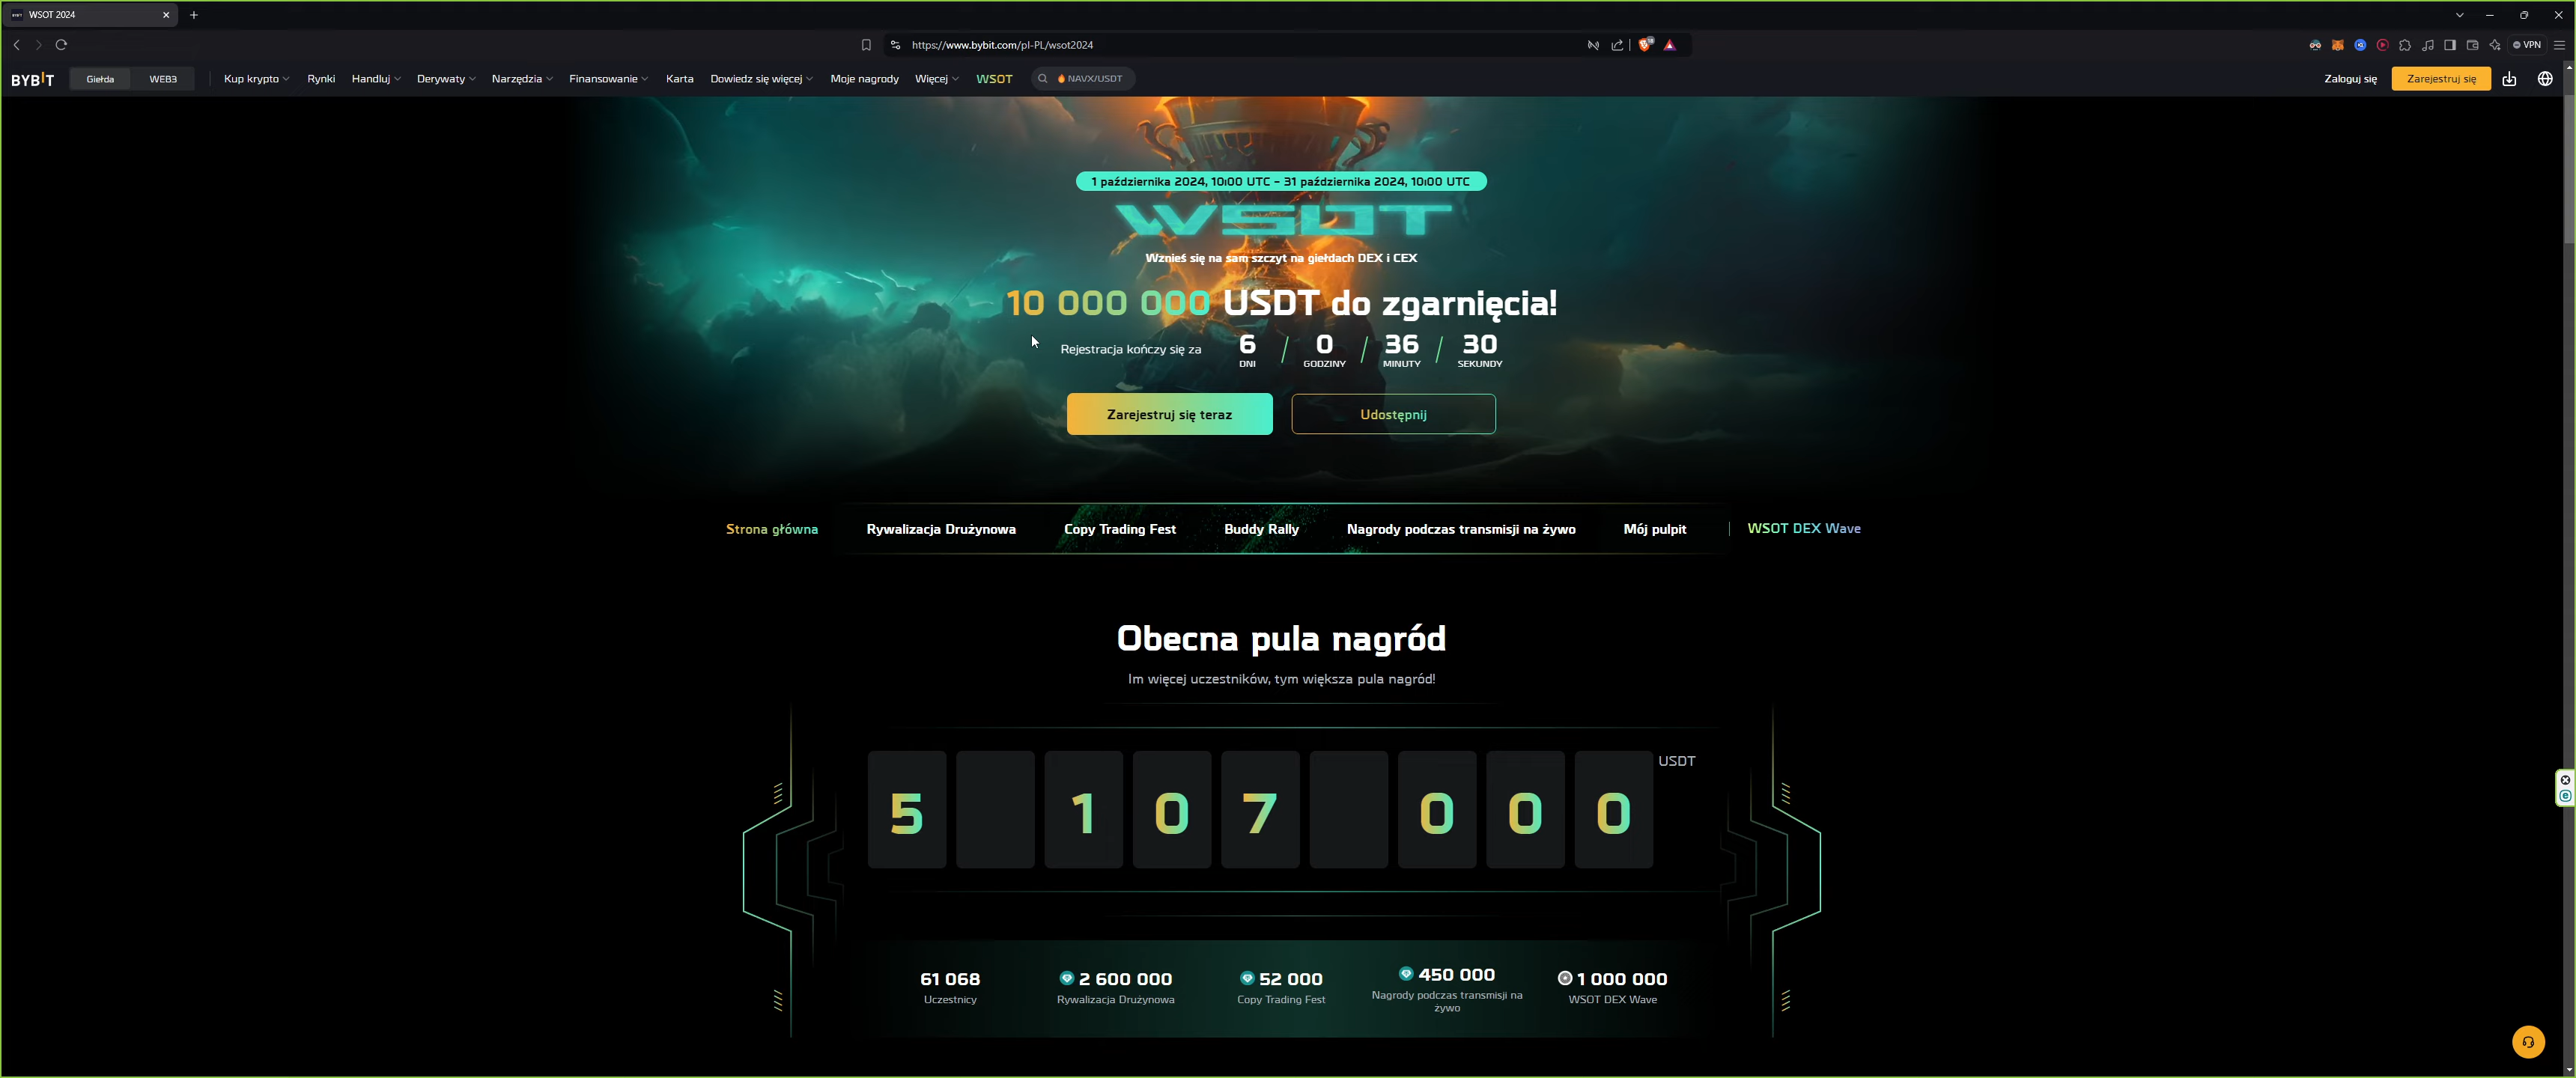 WSOT 2024
https://www.bybit.com/pl-PL/wsot2024
VPN
BYBIT Giełda WEB3 Kup krypto Rynki Handluj Derywaty Narzędzia Finansowanie Karta Dowiedz się więcej Moje nagrody Więcej WSOT NAVX/USDT Zaloguj się Zarejestruj się
1 października 2024, 10:00 UTC - 31 października 2024, 10:00 UTC
WSOT
Wznieś się na sam szczyt na giełdach DEX i CEX
10 000 000 USDT do zgarnięcia!
Rejestracja kończy się za 6 / 0 / 36 / 30
DNI GODZINY MINUTY SEKUNDY
Zarejestruj się teraz Udostępnij
Strona główna Rywalizacja Drużynowa Copy Trading Fest Buddy Rally Nagrody podczas transmisji na żywo Mój pulpit | WSOT DEX Wave
Obecna pula nagród
Im więcej uczestników, tym większa pula nagród!
5 107 000 USDT
61 068 2 600 000 52 000 450 000 1 000 000
Uczestnicy Rywalizacja Drużynowa Copy Trading Fest Nagrody podczas transmisji na żywo WSOT DEX Wave